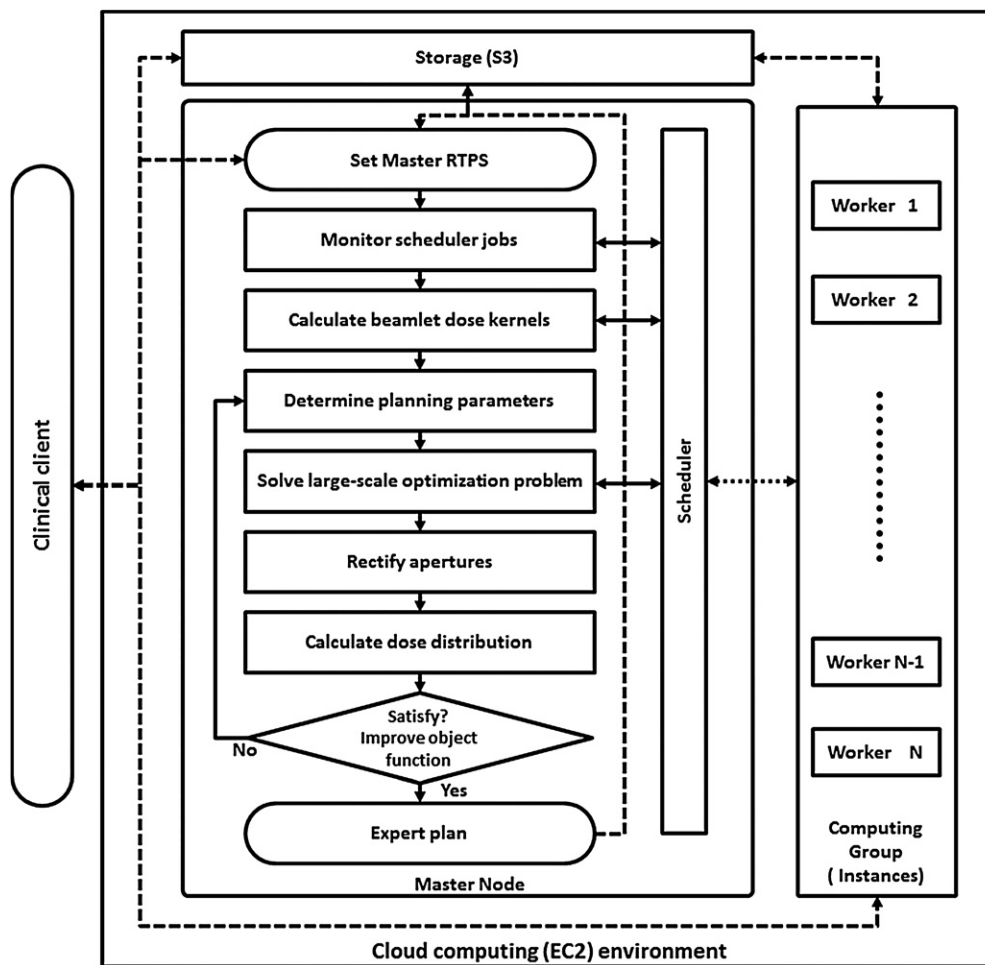 Storage (S3)
Set Master RTPS
Monitor scheduler jobs
Calculate beamlet dose kernels
Determine planning parameters
Solve large-scale optimization problem
Rectify apertures
Calculate dose distribution
Satisfy?
Improve object
function
No
Yes
Expert plan
Master Node
Clinical client
Scheduler
Worker 1
Worker 2
Worker N-1
Worker N
Computing
Group
( Instances)
Cloud computing (EC2) environment